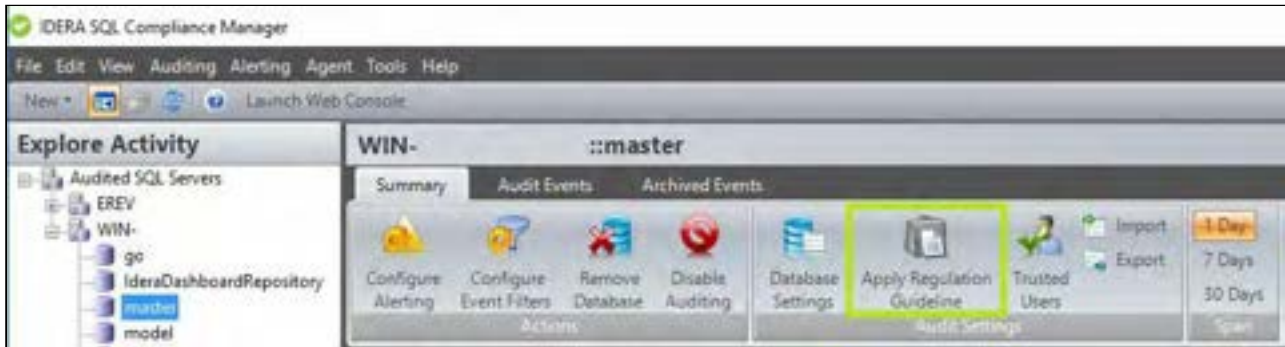 IDERA SQL Compliance Manager
File Edit View Auditing Alerting Agent Tools Help
New Launch Web Console
Explore Activity
Audited SQL Servers
EREV
WIN-
go
IderaDashboardRepository
master
model
WIN- ::master
Summary Audit Events Archived Events
Configure Alerting
Configure Event Filters
Remove Database
Disable Auditing
Actions
Database Settings
Apply Regulation Guideline
Trusted Users
Import
Export
Audit Settings
1 Day
7 Days
30 Days
Span